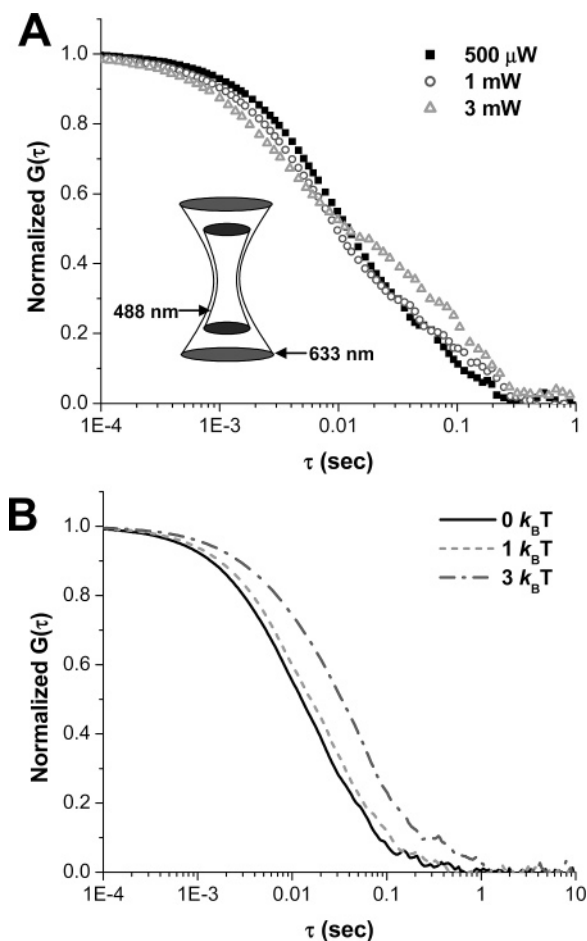 A
500 μW
1 mW
3 mW
Normalized G(τ)
1.0
0.8
0.6
0.4
0.2
0.0
488 nm
633 nm
1E-4
1E-3
0.01
0.1
1
τ (sec)
B
0 k_BT
1 k_BT
3 k_BT
Normalized G(τ)
1.0
0.8
0.6
0.4
0.2
0.0
1E-4
1E-3
0.01
0.1
1
10
τ (sec)